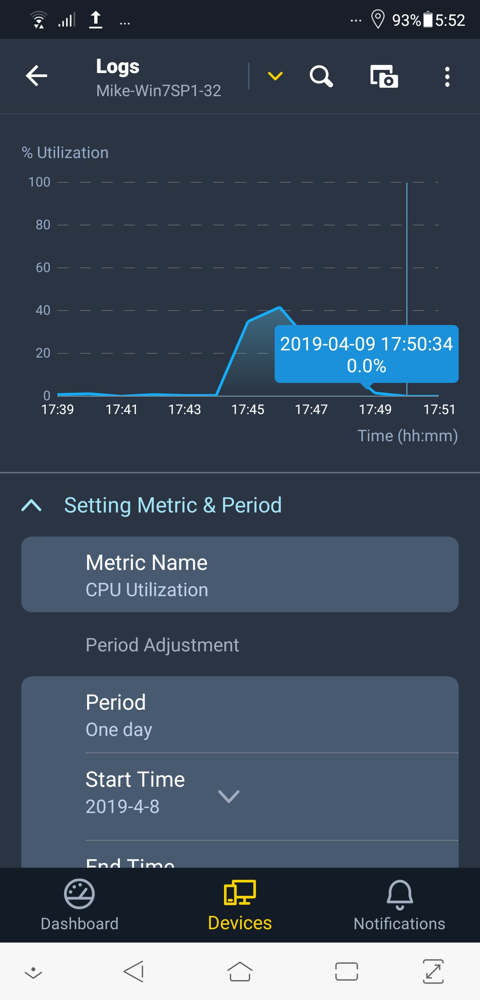 ... ... 93% 5:52
Logs
Mike-Win7SP1-32
% Utilization
100
80
60
40
20
0
2019-04-09 17:50:34
0.0%
17:39 17:41 17:43 17:45 17:47 17:49 17:51
Time (hh:mm)
Setting Metric & Period
Metric Name
CPU Utilization
Period Adjustment
Period
One day
Start Time
2019-4-8
End Time
Dashboard Devices Notifications